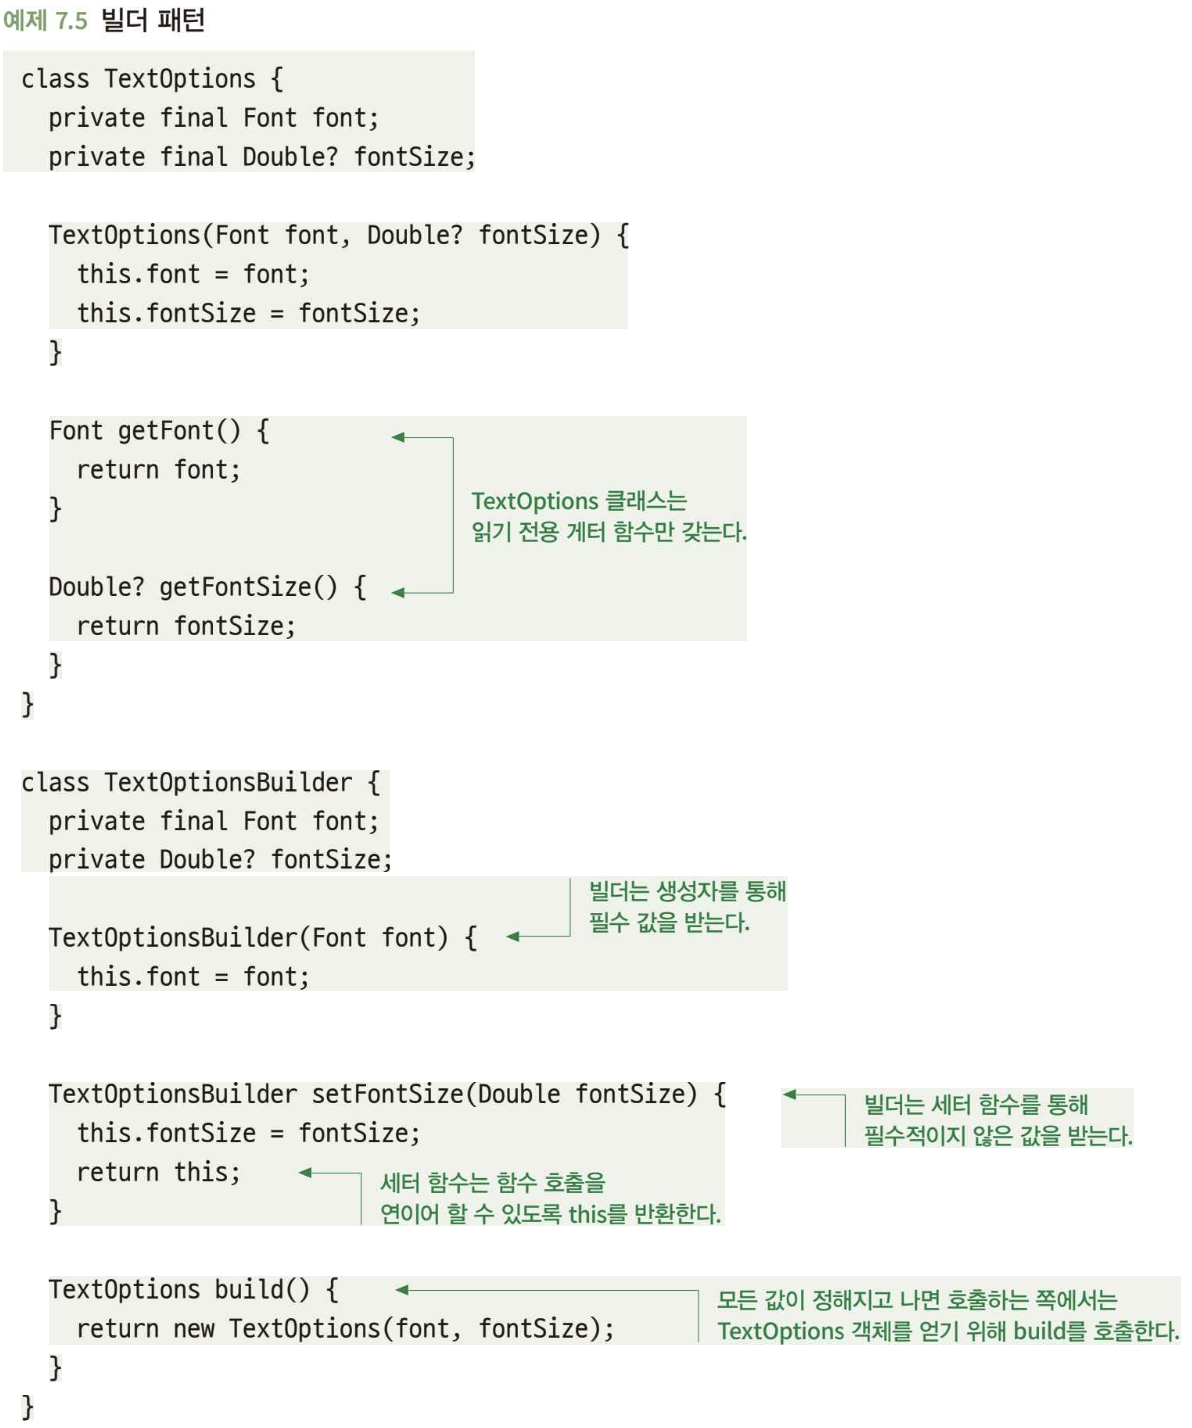 예제 7.5 빌더 패턴
class TextOptions {
private final Font font;
private final Double? fontSize;
TextOptions(Font font, Double? fontSize) {
this.font = font;
this.fontSize = fontSize;
}
Font getFont() {
return font;
}
TextOptions 클래스는
읽기 전용 게터 함수만 갖는다.
Double? getFontSize() {
return fontSize;
}
}
class TextOptionsBuilder {
private final Font font;
private Double? fontSize;
빌더는 생성자를 통해
필수 값을 받는다.
TextOptionsBuilder(Font font) {
this.font = font;
}
TextOptionsBuilder setFontSize(Double fontSize) {
빌더는 세터 함수를 통해
필수적이지 않은 값을 받는다.
this.fontSize = fontSize;
return this;
세터 함수는 함수 호출을
연이어 할 수 있도록 this를 반환한다.
}
TextOptions build() {
모든 값이 정해지고 나면 호출하는 쪽에서는
TextOptions 객체를 얻기 위해 build를 호출한다.
return new TextOptions(font, fontSize);
}
}